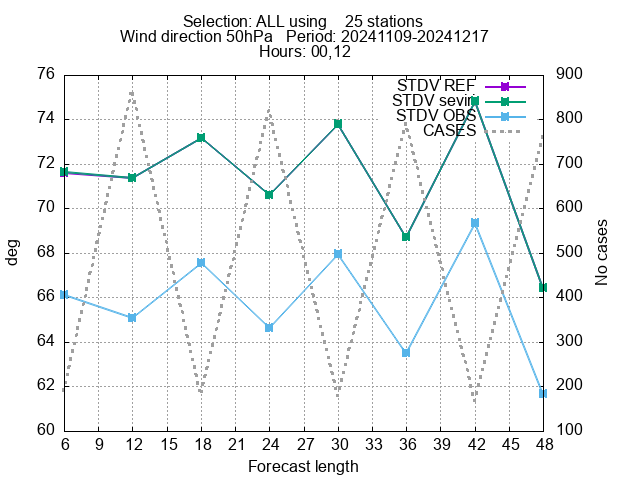 Selection: ALL using    25 stations
Wind direction 50hPa   Period: 20241109-20241217
Hours: 00,12
76 900
STDV REF
STDV seviri
STDV OBS
CASES
74 800
72 700
70 600
68 500
66 400
64 300
62 200
60 100
deg
No cases
6 9 12 15 18 21 24 27 30 33 36 39 42 45 48
Forecast length